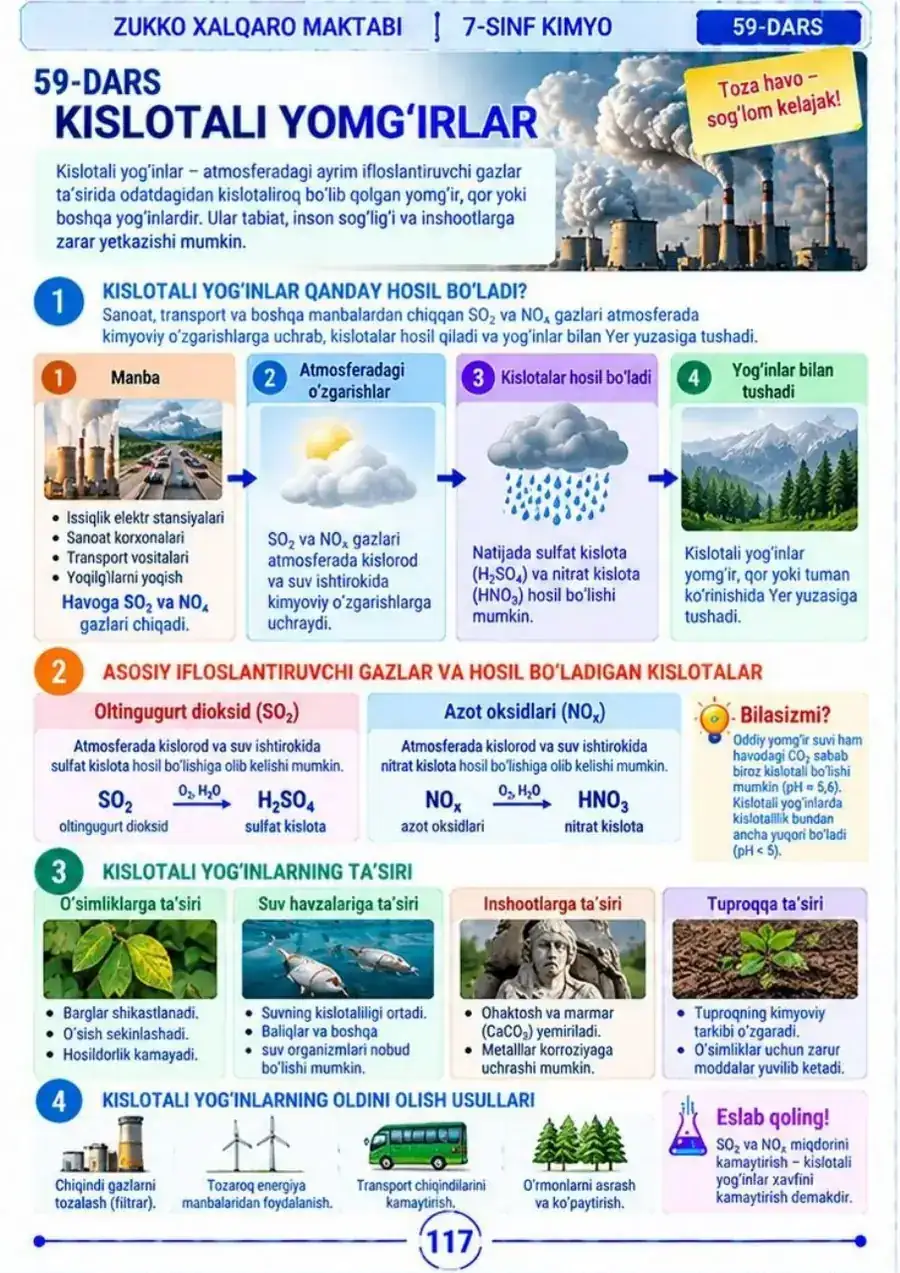 ZUKKO XALQARO MAKTABI | 7-SINF KIMYO
59-DARS
59-DARS
KISLOTALI YOMGʻIRLAR
Toza havo –
sog'lom kelajak!
Kislotali yog'inlar – atmosferadagi ayrim ifloslantiruvchi gazlar
ta'sirida odatdagidan kislotaliroq bo'lib qolgan yomg'ir, qor yoki
boshqa yog'inlardir. Ular tabiat, inson sog'lig'i va inshootlarga
zarar yetkazishi mumkin.
1 KISLOTALI YOG'INLAR QANDAY HOSIL BO'LADI?
Sanoat, transport va boshqa manbalardan chiqqan SO₂ va NOₓ gazlari atmosferada
kimyoviy o'zgarishlarga uchrab, kislotalar hosil qiladi va yog'inlar bilan Yer yuzasiga tushadi.
1 Manba
• Issiqlik elektr stansiyalari
• Sanoat korxonalari
• Transport vositalari
• Yoqilg'ilarni yoqish
Havoga SO₂ va NOₓ
gazlari chiqadi.
2 Atmosferadagi
o'zgarishlar
SO₂ va NOₓ gazlari
atmosferada kislorod
va suv ishtirokida
kimyoviy o'zgarishlarga
uchraydi.
3 Kislotalar hosil bo'ladi
Natijada sulfat kislota
(H₂SO₄) va nitrat kislota
(HNO₃) hosil bo'lishi
mumkin.
4 Yog'inlar bilan
tushadi
Kislotali yog'inlar
yomg'ir, qor yoki tuman
ko'rinishida Yer yuzasiga
tushadi.
2 ASOSIY IFLOSLANTIRUVCHI GAZLAR VA HOSIL BO'LADIGAN KISLOTALAR
Oltingugurt dioksid (SO₂)
Atmosferada kislorod va suv ishtirokida
sulfat kislota hosil bo'lishiga olib kelishi mumkin.
SO₂ O₂, H₂O → H₂SO₄
oltingugurt dioksid sulfat kislota
Azot oksidlari (NOₓ)
Atmosferada kislorod va suv ishtirokida
nitrat kislota hosil bo'lishiga olib kelishi mumkin.
NOₓ O₂, H₂O → HNO₃
azot oksidlari nitrat kislota
Bilasizmi?
Oddiy yomg'ir suvi ham
havodagi CO₂ sabab
biroz kislotali bo'lishi
mumkin (pH ≈ 5,6).
Kislotali yog'inlarda
kislotalllik bundan
ancha yuqori bo'ladi
(pH < 5).
3 KISLOTALI YOG'INLARNING TA'SIRI
O'simliklarga ta'siri
• Barglar shikastlanadi.
• O'sish sekinlashadi.
• Hosildorlik kamayadi.
Suv havzalariga ta'siri
• Suvning kislotaliligi ortadi.
• Baliqlar va boshqa
• suv organizmlari nobud
bo'lishi mumkin.
Inshootlarga ta'siri
• Ohaktosh va marmar
(CaCO₃) yemiriladi.
• Metalllar korroziyaga
uchrashi mumkin.
Tuproqqa ta'siri
• Tuproqning kimyoviy
tarkibi o'zgaradi.
• O'simliklar uchun zarur
moddalar yuvilib ketadi.
4 KISLOTALI YOG'INLARNING OLDINI OLISH USULLARI
Chiqindi gazlarni
tozalash (filtrar).
Tozaroq energiya
manbalaridan foydalanish.
Transport chiqindilarini
kamaytirish.
O'rmonlarni asrash
va ko'paytirish.
Eslab qoling!
SO₂ va NOₓ miqdorini
kamaytirish – kislotali
yog'inlar xavfini
kamaytirish demakdir.
117